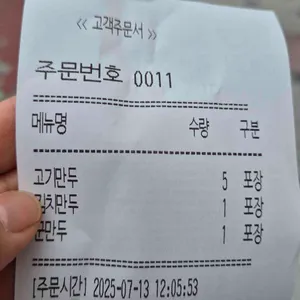 << 고객주문서 >>
주문번호 0011
메뉴명 수량 구분
고기만두 5 포장
김치만두 1 포장
군만두 1 포장
[주문시간] 2025-07-13 12:05:53